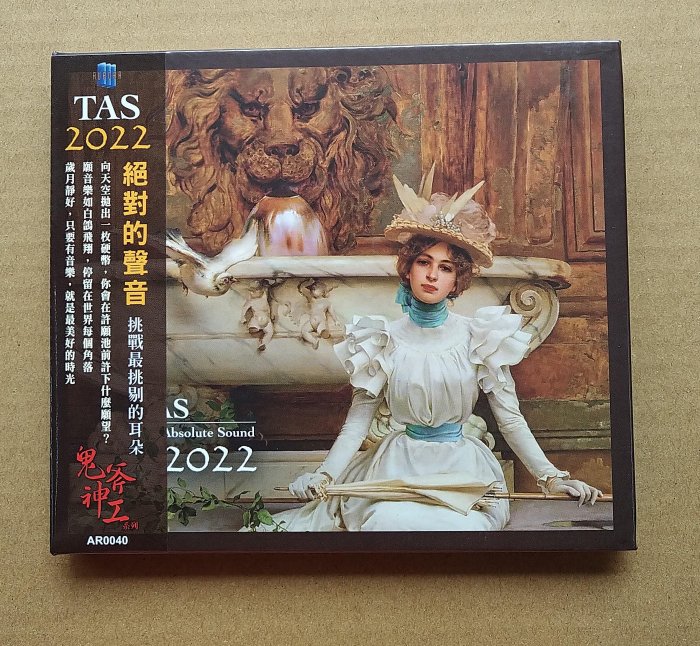 AURORA
TAS
2022
絕對的聲音
挑戰最挑剔的耳朵
向天空拋出一枚硬幣，你會在許願池前許下什麼願望？
願音樂如白鴿飛翔，停留在世界每個角落
歲月靜好，只要有音樂，就是最美好的時光
鬼斧神工
系列
AR0040
AS
Absolute Sound
2022